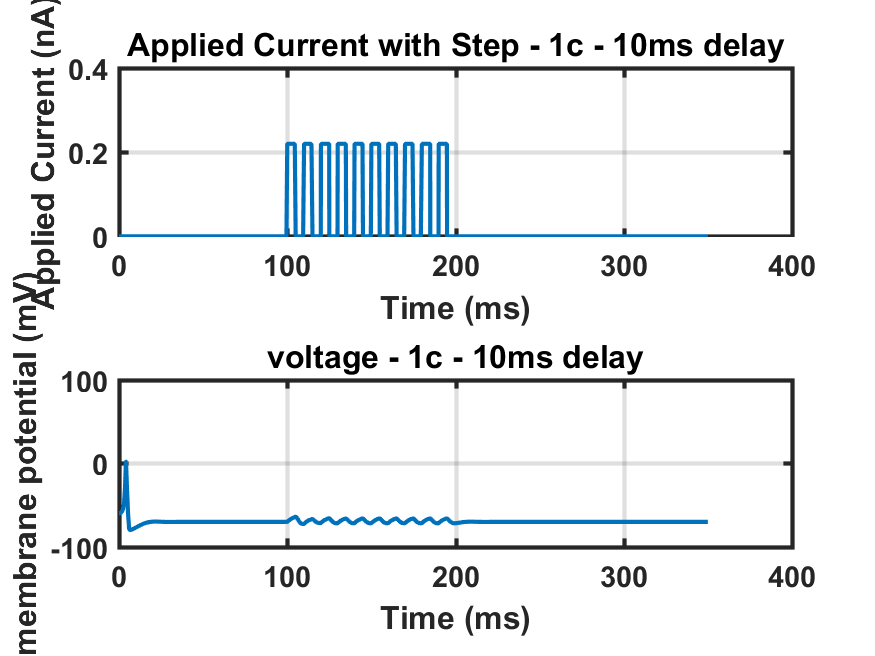 Applied Current with Step - 1c - 10ms delay
Applied Current (nA)
0.4
0.2
0
0
100
200
300
400
Time (ms)
voltage - 1c - 10ms delay
membrane potential (mV)
100
0
-100
0
100
200
300
400
Time (ms)